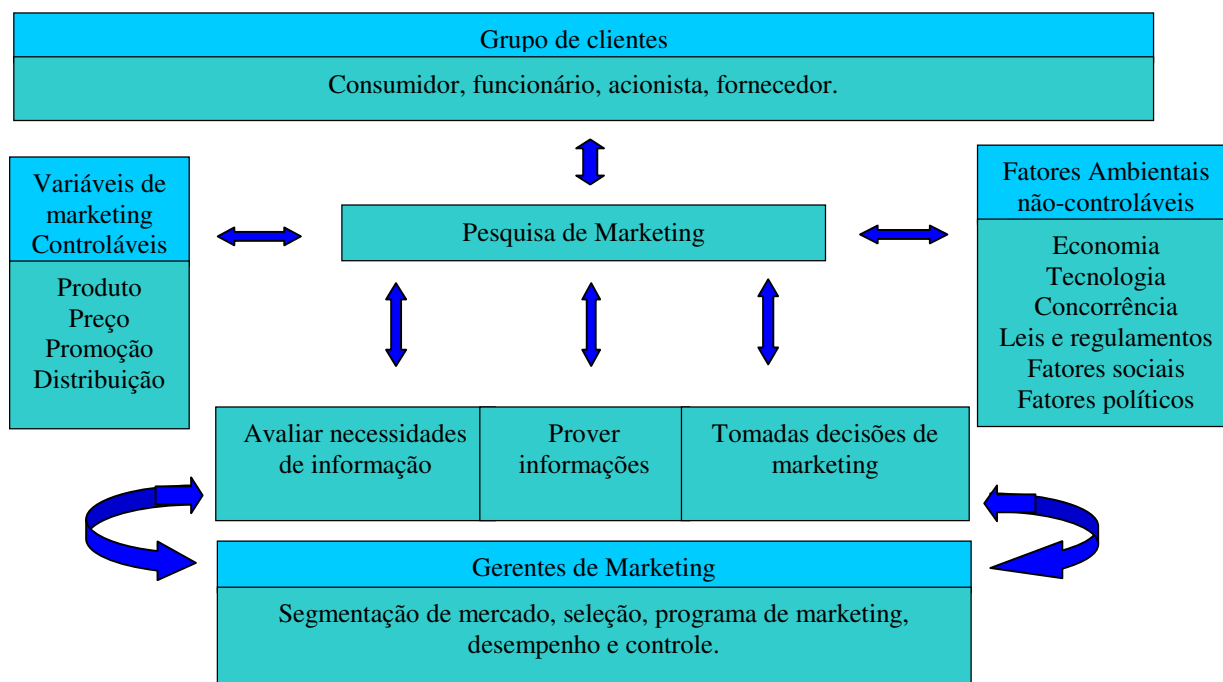 Grupo de clientes
Consumidor, funcionário, acionista, fornecedor.
Variáveis de
marketing
Controláveis
Produto
Preço
Promoção
Distribuição
Pesquisa de Marketing
Fatores Ambientais
não-controláveis
Economia
Tecnologia
Concorrência
Leis e regulamentos
Fatores sociais
Fatores políticos
Avaliar necessidades
de informação
Prover
informações
Tomadas decisões de
marketing
Gerentes de Marketing
Segmentação de mercado, seleção, programa de marketing,
desempenho e controle.